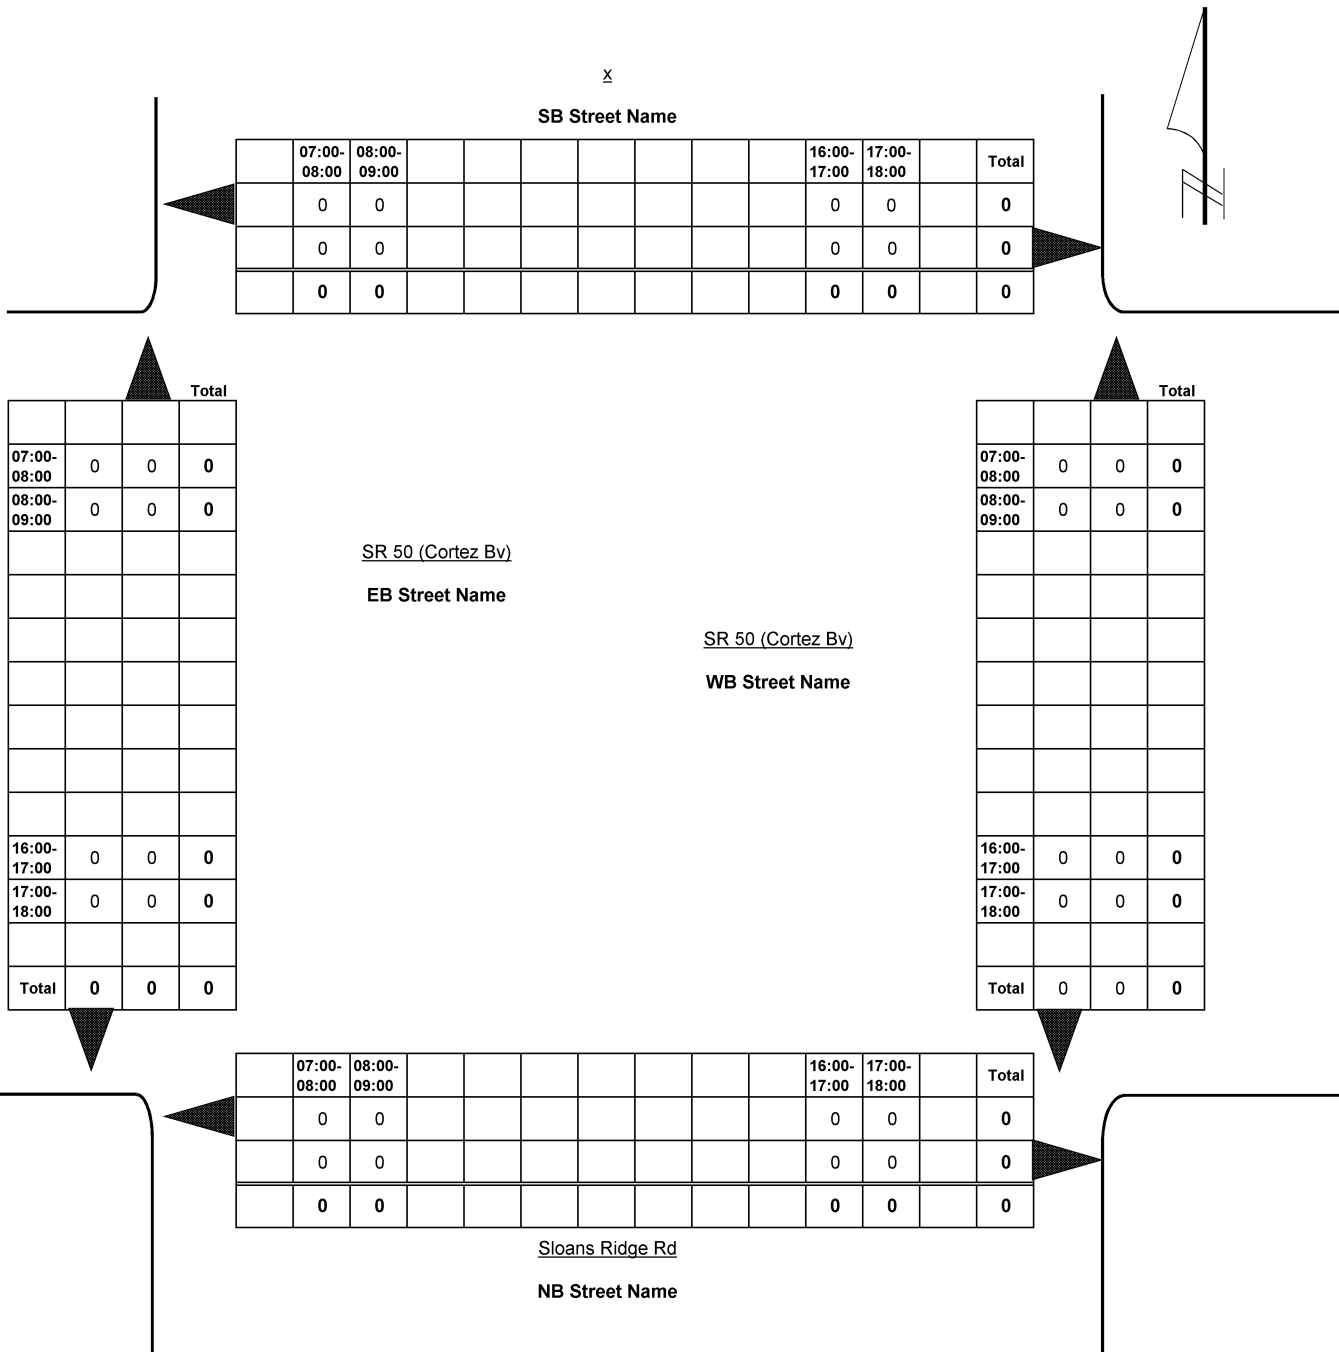 x
SB Street Name
07:00-08:00 08:00-09:00 16:00-17:00 17:00-18:00 Total
0 0 0 0 0
0 0 0 0 0
0 0 0 0 0
Total
07:00-08:00 0 0 0
08:00-09:00 0 0 0
16:00-17:00 0 0 0
17:00-18:00 0 0 0
Total 0 0 0
SR 50 (Cortez Bv)
EB Street Name
SR 50 (Cortez Bv)
WB Street Name
Total
07:00-08:00 0 0 0
08:00-09:00 0 0 0
16:00-17:00 0 0 0
17:00-18:00 0 0 0
Total 0 0 0
07:00-08:00 08:00-09:00 16:00-17:00 17:00-18:00 Total
0 0 0 0 0
0 0 0 0 0
0 0 0 0 0
Sloans Ridge Rd
NB Street Name